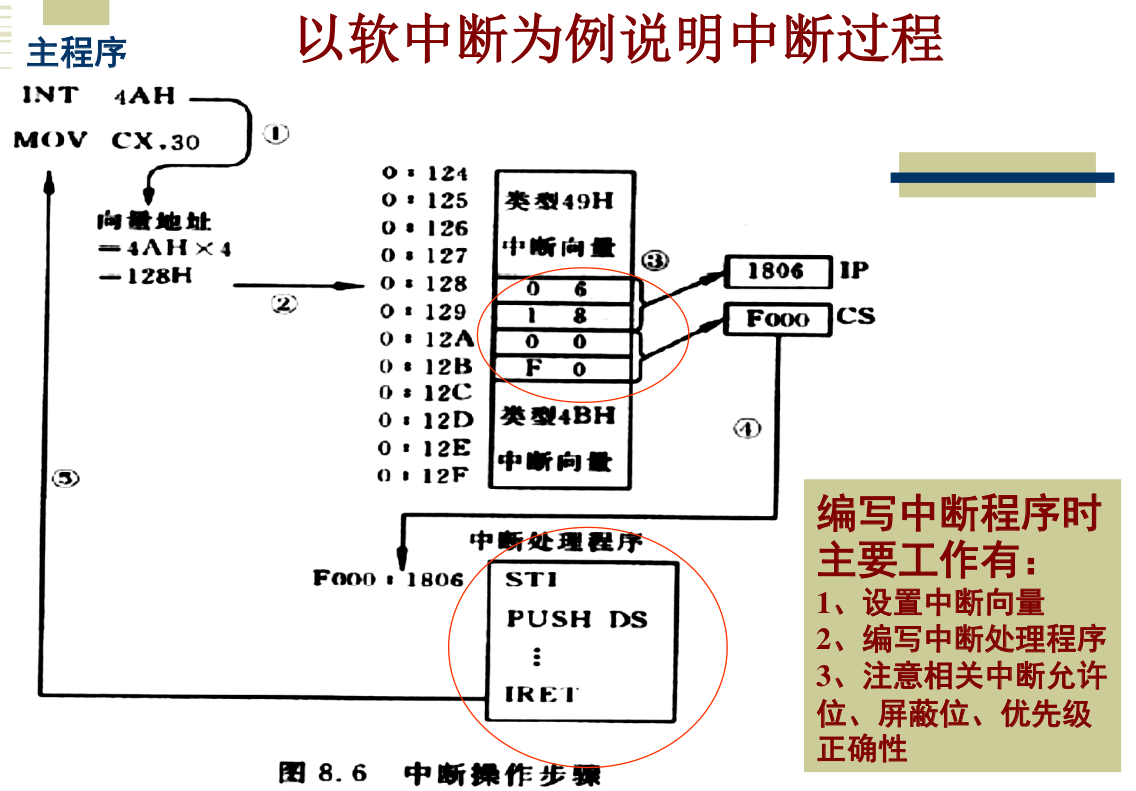 以软中断为例说明中断过程
主程序
INT 4AH
MOV CX,30
①
向量地址
=4AH×4
=128H
②
0:124
0:125
0:126
0:127
0:128
0:129
0:12A
0:12B
0:12C
0:12D
0:12E
0:12F
类型49H
中断向量
0 6
1 8
0 0
F 0
类型4BH
中断向量
③
1806 IP
F000 CS
④
⑤
中断处理程序
F000:1806
STI
PUSH DS
⋮
IRET
图 8.6 中断操作步骤
编写中断程序时
主要工作有：
1、设置中断向量
2、编写中断处理程序
3、注意相关中断允许
位、屏蔽位、优先级
正确性